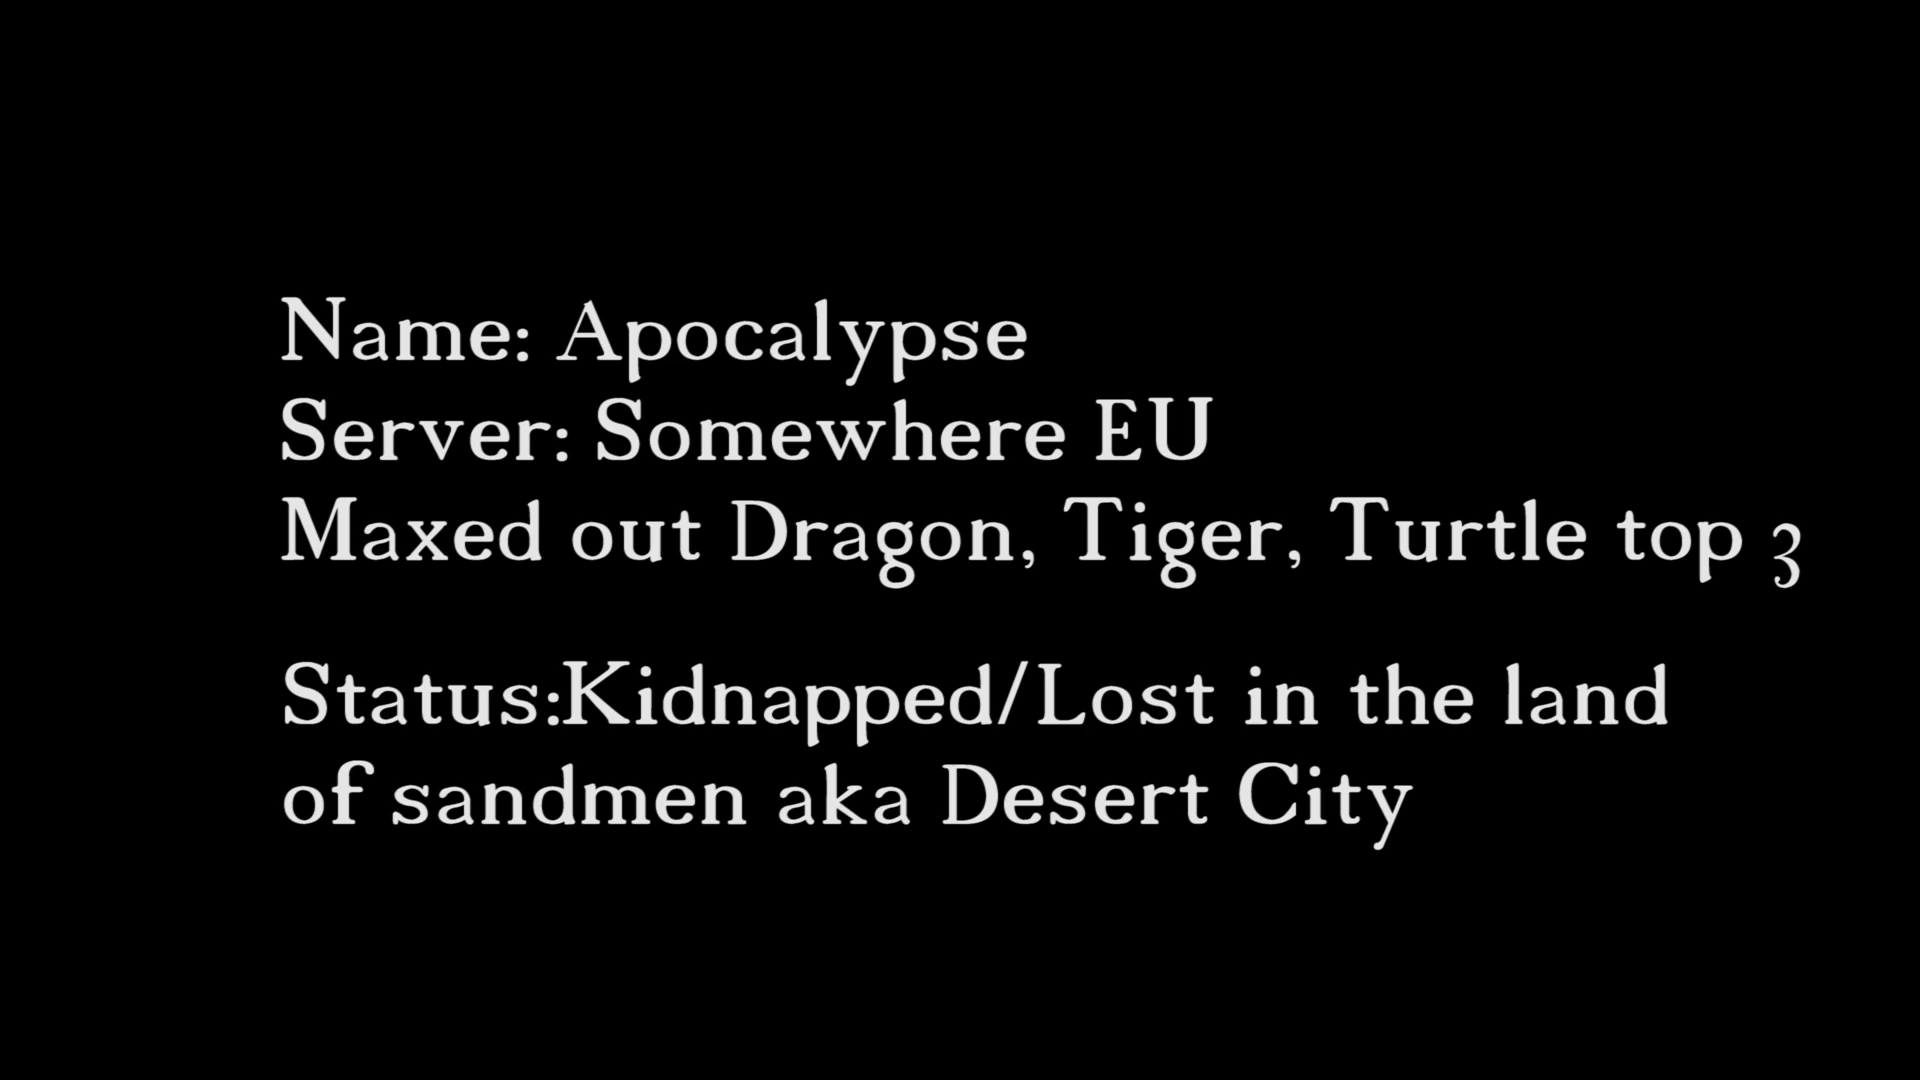 Name: Apocalypse
Server: Somewhere EU
Maxed out Dragon, Tiger, Turtle top 3
Status:Kidnapped/Lost in the land
of sandmen aka Desert City